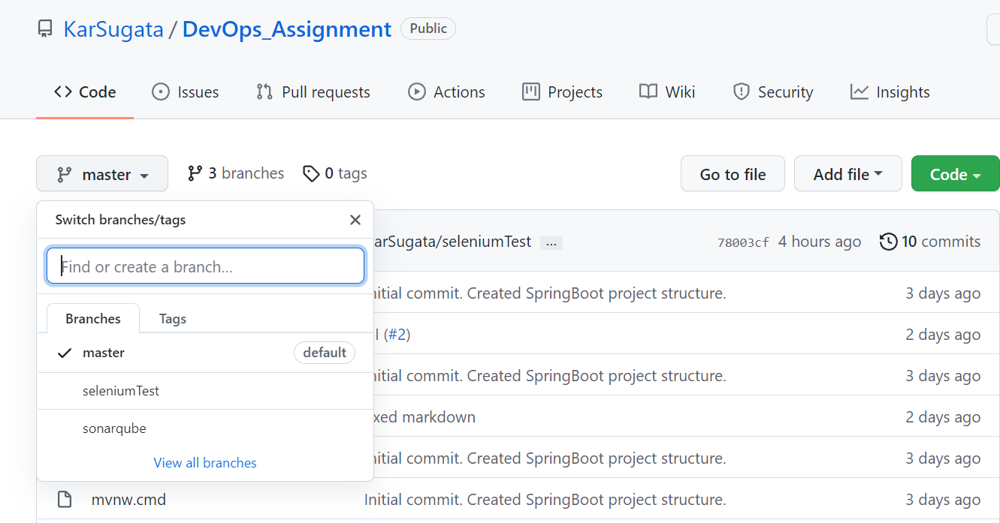 KarSugata / DevOps_Assignment Public
Code Issues Pull requests Actions Projects Wiki Security Insights
master 3 branches 0 tags Go to file Add file Code
Switch branches/tags
arSugata/seleniumTest ... 78003cf 4 hours ago 10 commits
Find or create a branch...
nitial commit. Created SpringBoot project structure. 3 days ago
Branches Tags
(#2) 2 days ago
master default
nitial commit. Created SpringBoot project structure. 3 days ago
seleniumTest
xed markdown 2 days ago
sonarqube
nitial commit. Created SpringBoot project structure. 3 days ago
View all branches
mvnw.cmd Initial commit. Created SpringBoot project structure. 3 days ago